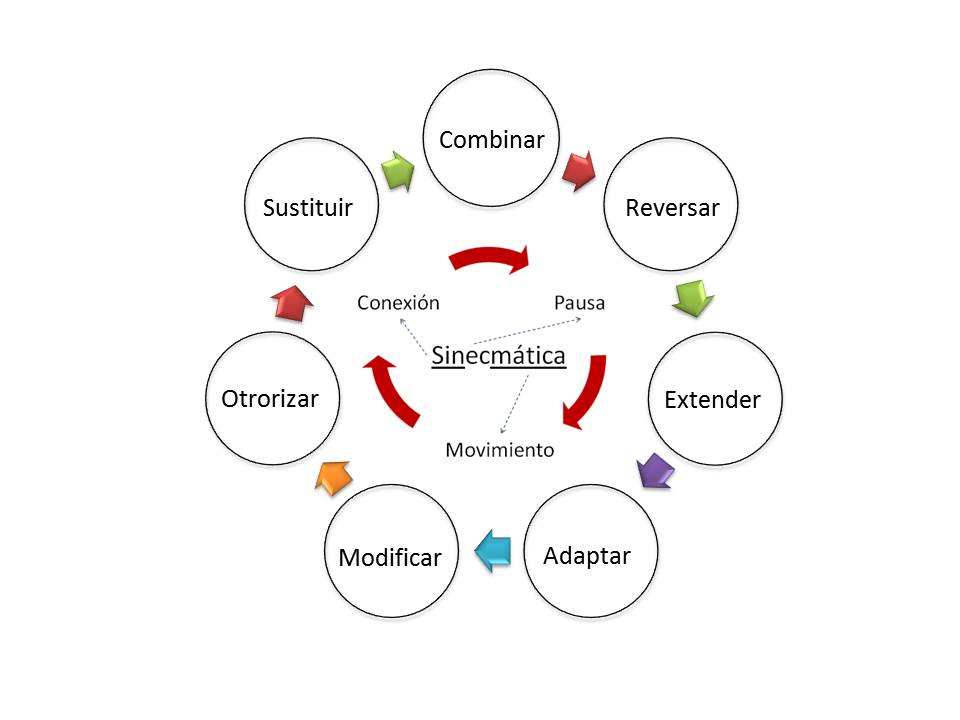 Combinar
Sustituir
Reversar
Conexión
Pausa
Sinecmática
Otrorizar
Extender
Movimiento
Modificar
Adaptar